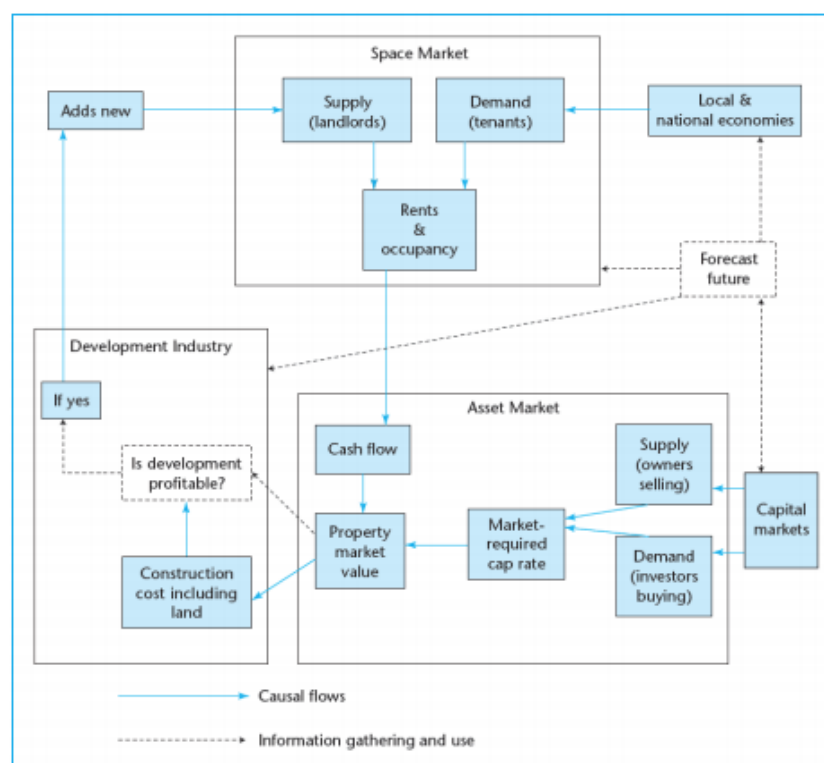 Space Market
Adds new
Supply
(landlords)
Demand
(tenants)
Local &
national economies
Rents
&
occupancy
Forecast
future
Development Industry
If yes
Is development
profitable?
Construction
cost including
land
Asset Market
Cash flow
Property
market
value
Market-
required
cap rate
Supply
(owners
selling)
Demand
(investors
buying)
Capital
markets
Causal flows
Information gathering and use